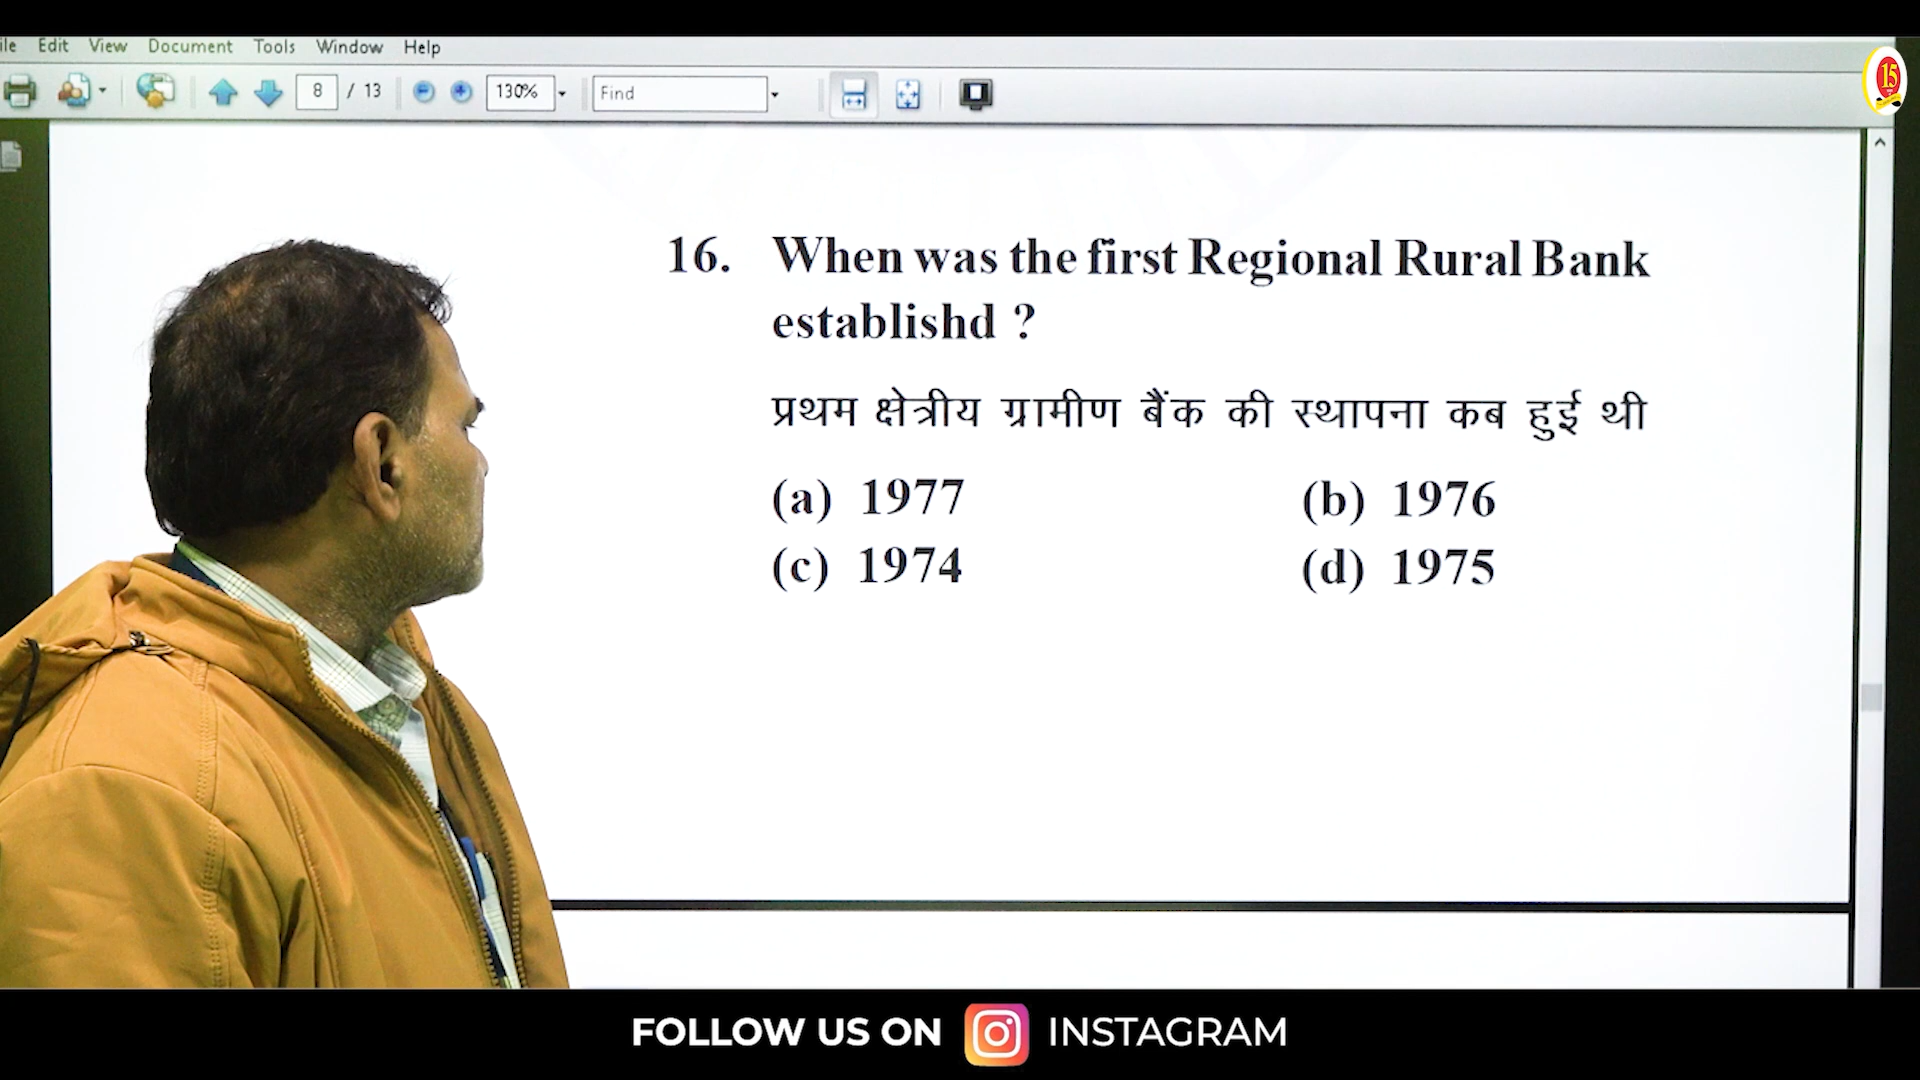 ile Edit View Document Tools Window Help
8 / 13 130% Find
15
16. When was the first Regional Rural Bank
establishd ?
प्रथम क्षेत्रीय ग्रामीण बैंक की स्थापना कब हुई थी
(a) 1977 (b) 1976
(c) 1974 (d) 1975
FOLLOW US ON INSTAGRAM